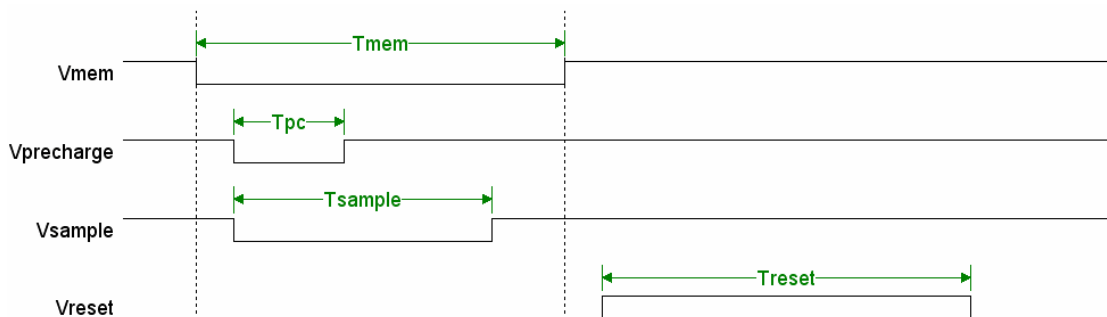 Tmem
Vmem
Tpc
Vprecharge
Tsample
Vsample
Treset
Vreset